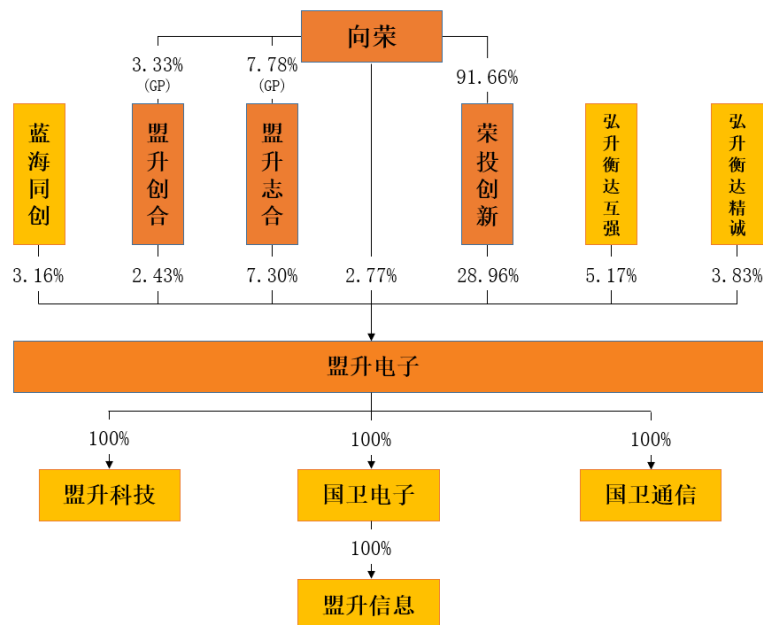 向荣
3.33%
(GP)
7.78%
(GP)
91.66%
蓝海同创
盟升创合
盟升志合
荣投创新
弘升衡达互强
弘升衡达精诚
3.16%
2.43%
7.30%
2.77%
28.96%
5.17%
3.83%
盟升电子
100%
100%
100%
盟升科技
国卫电子
国卫通信
100%
盟升信息